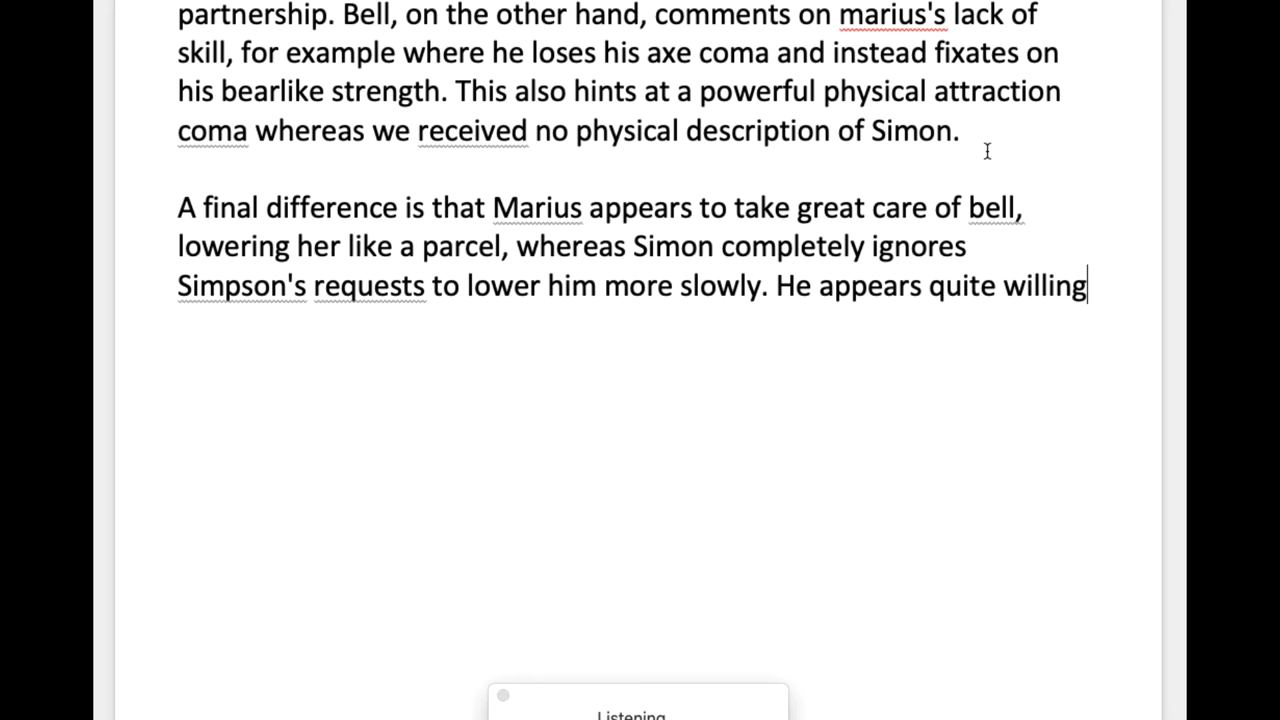 partnership. Bell, on the other hand, comments on marius's lack of
skill, for example where he loses his axe coma and instead fixates on
his bearlike strength. This also hints at a powerful physical attraction
coma whereas we received no physical description of Simon.
A final difference is that Marius appears to take great care of bell,
lowering her like a parcel, whereas Simon completely ignores
Simpson's requests to lower him more slowly. He appears quite willing
Listening